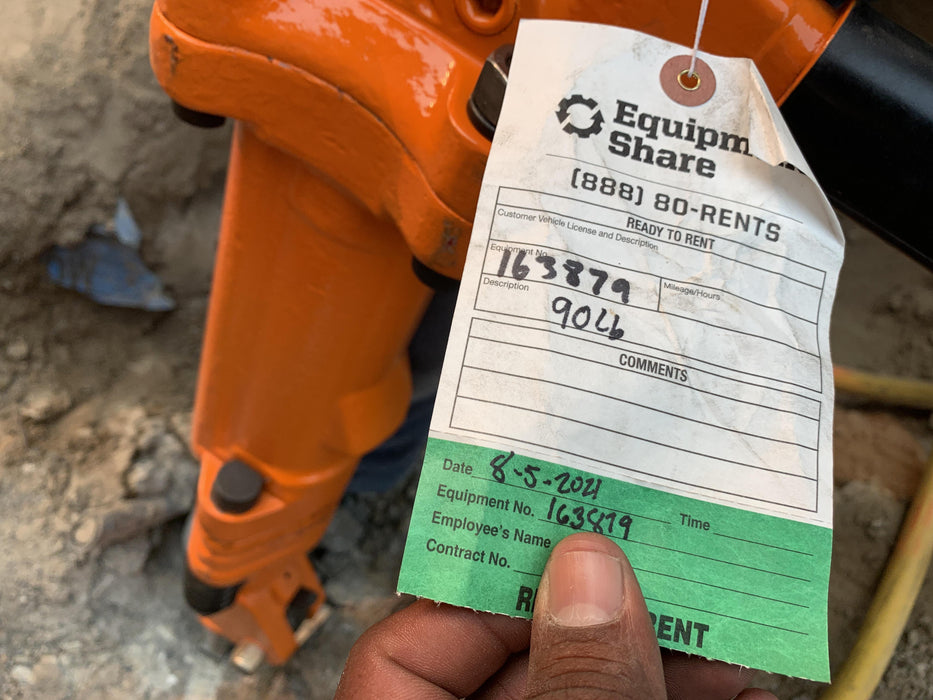 Equipm
Share
(888) 80-RENTS
READY TO RENT
Customer Vehicle License and Description
Equipment No.
163879
Mileage/Hours
Description
90Lb
COMMENTS
Date 8-5-2021
Equipment No. 163879 Time
Employee's Name
Contract No.
R ENT